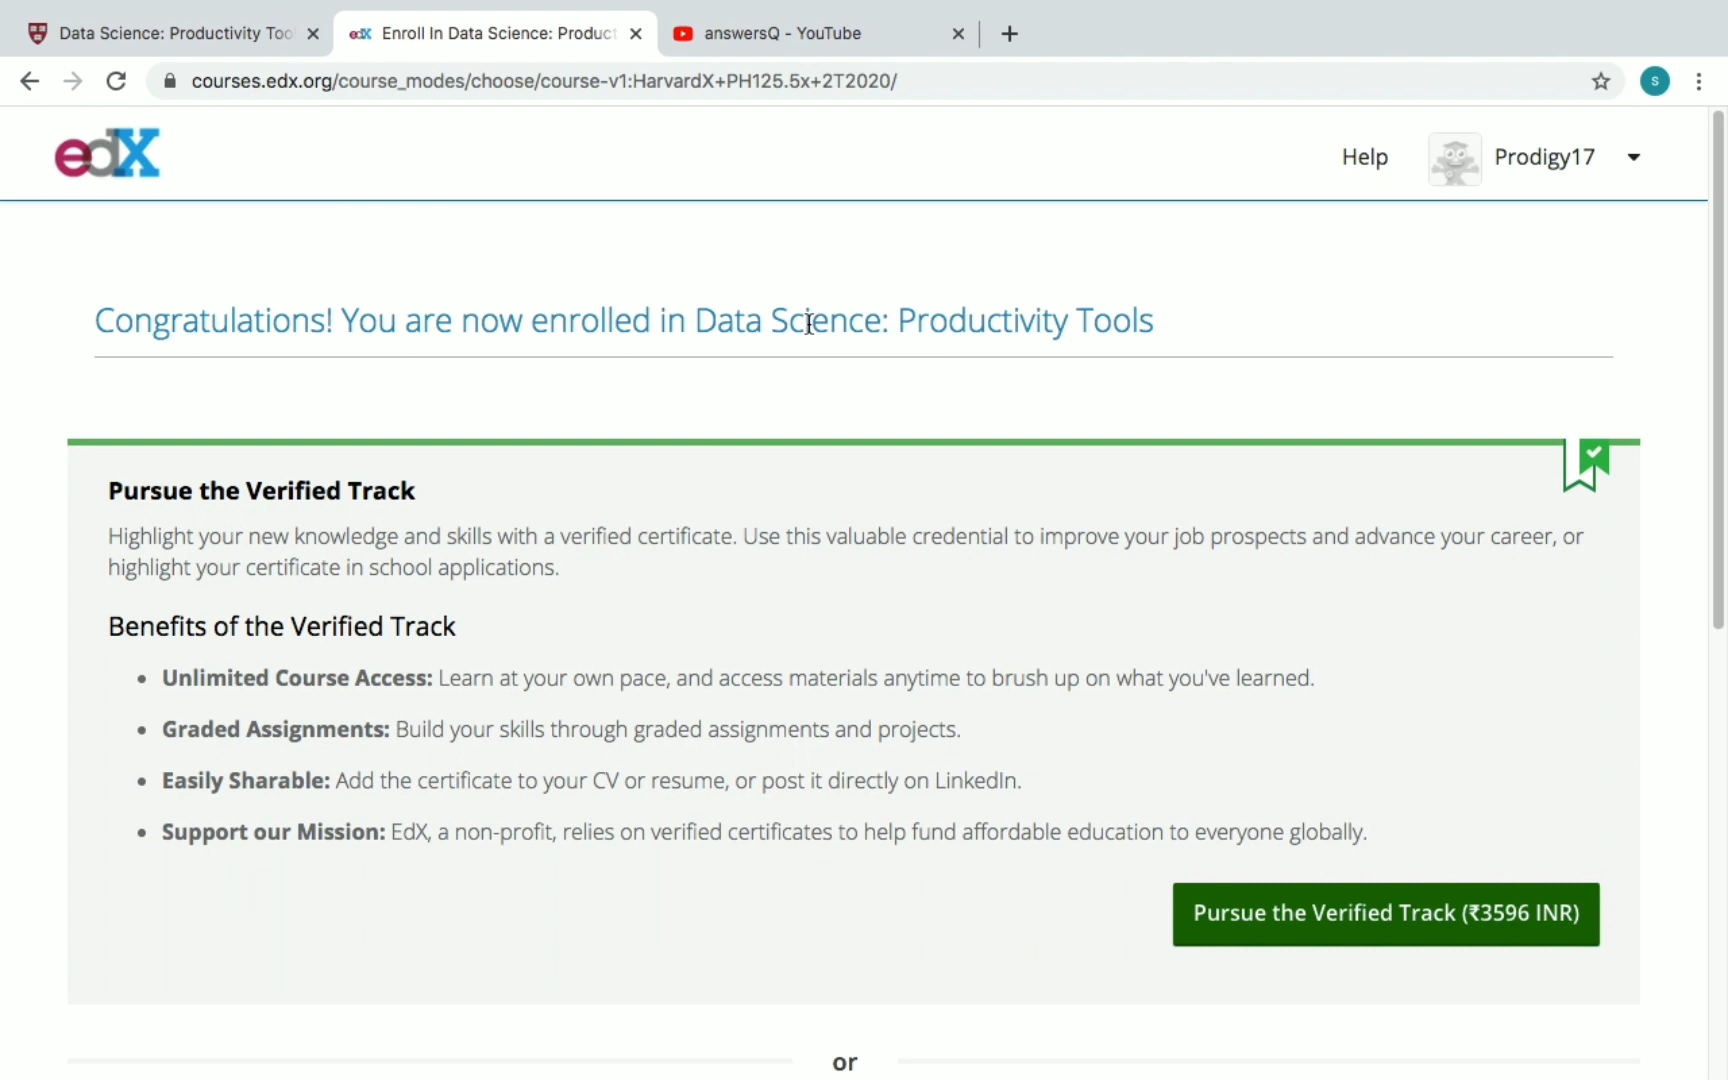 Data Science: Productivity Too
edX Enroll In Data Science: Product
answersQ - YouTube
courses.edx.org/course_modes/choose/course-v1:HarvardX+PH125.5x+2T2020/
S
edX
Help
Prodigy17
Congratulations! You are now enrolled in Data Science: Productivity Tools
Pursue the Verified Track
Highlight your new knowledge and skills with a verified certificate. Use this valuable credential to improve your job prospects and advance your career, or
highlight your certificate in school applications.
Benefits of the Verified Track
• Unlimited Course Access: Learn at your own pace, and access materials anytime to brush up on what you've learned.
• Graded Assignments: Build your skills through graded assignments and projects.
• Easily Sharable: Add the certificate to your CV or resume, or post it directly on LinkedIn.
• Support our Mission: EdX, a non-profit, relies on verified certificates to help fund affordable education to everyone globally.
Pursue the Verified Track (₹3596 INR)
or